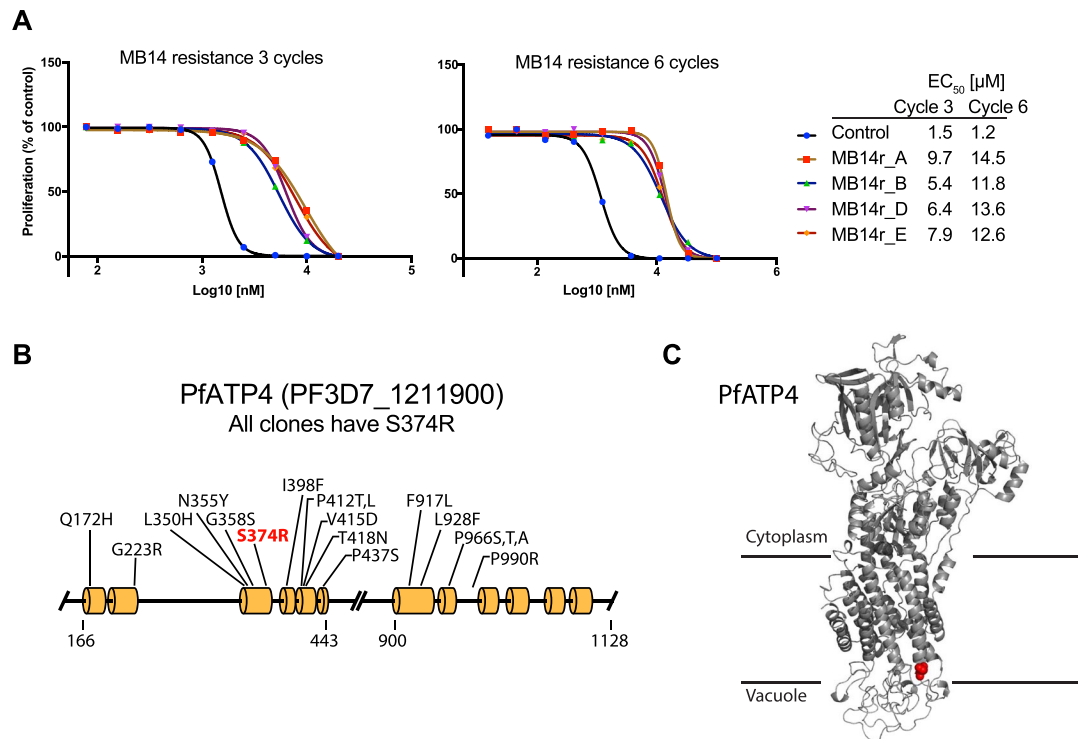 A
MB14 resistance 3 cycles
150
100
50
0
2
3
4
5
Proliferation (% of control)
Log10 [nM]
MB14 resistance 6 cycles
150
100
50
0
2
4
6
Log10 [nM]
EC50 [µM]
Cycle 3 Cycle 6
Control 1.5 1.2
MB14r_A 9.7 14.5
MB14r_B 5.4 11.8
MB14r_D 6.4 13.6
MB14r_E 7.9 12.6
B
PfATP4 (PF3D7_1211900)
All clones have S374R
Q172H
G223R
L350H
N355Y
G358S
S374R
I398F
P412T,L
V415D
T418N
P437S
F917L
L928F
P966S,T,A
P990R
166
443
900
1128
C
PfATP4
Cytoplasm
Vacuole